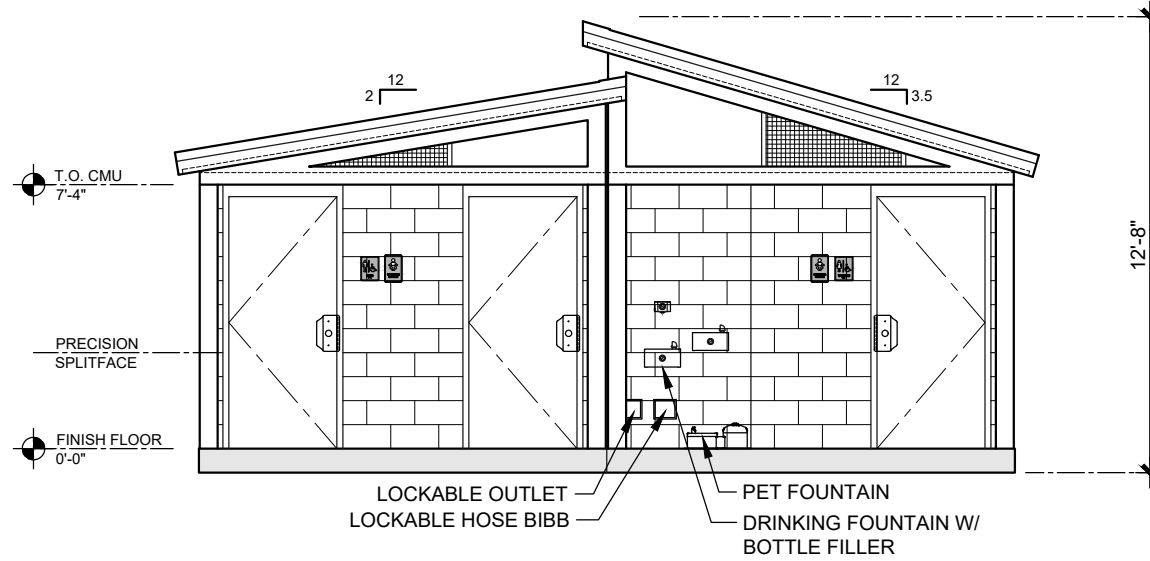 12
2
12
3.5
T.O. CMU
7'-4"
12'-8"
PRECISION
SPLITFACE
FINISH FLOOR
0'-0"
LOCKABLE OUTLET
LOCKABLE HOSE BIBB
PET FOUNTAIN
DRINKING FOUNTAIN W/
BOTTLE FILLER